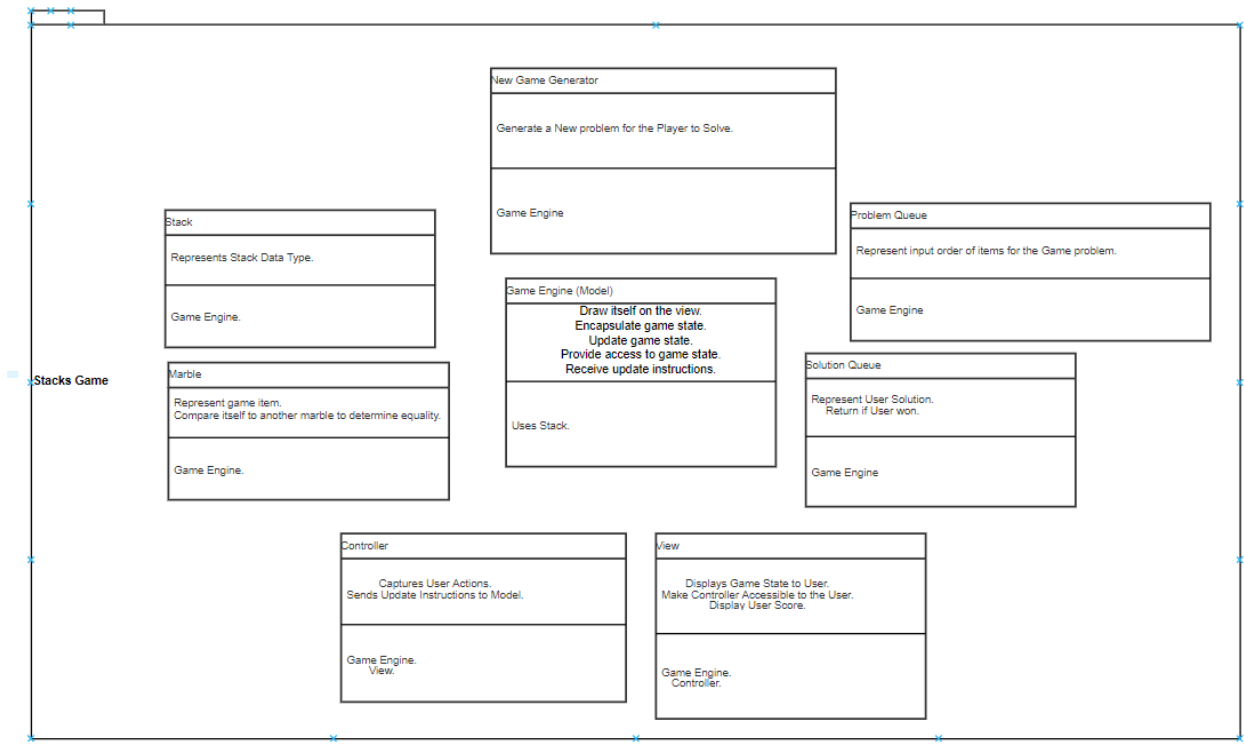 New Game Generator
Generate a New problem for the Player to Solve.
Game Engine
Stack
Represents Stack Data Type.
Game Engine.
Problem Queue
Represent input order of items for the Game problem.
Game Engine
Game Engine (Model)
Draw itself on the view.
Encapsulate game state.
Update game state.
Provide access to game state.
Receive update instructions.
Uses Stack.
Stacks Game
Marble
Represent game item.
Compare itself to another marble to determine equality.
Game Engine.
Solution Queue
Represent User Solution.
Return if User won.
Game Engine
Controller
Captures User Actions.
Sends Update Instructions to Model.
Game Engine.
View.
View
Displays Game State to User.
Make Controller Accessible to the User.
Display User Score.
Game Engine.
Controller.